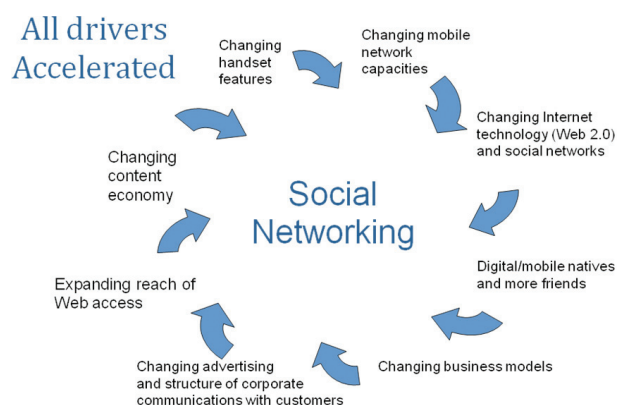 All drivers
Accelerated
Changing
handset
features
Changing mobile
network
capacities
Changing Internet
technology (Web 2.0)
and social networks
Digital/mobile natives
and more friends
Changing business models
Changing advertising
and structure of corporate
communications with customers
Expanding reach of
Web access
Changing
content
economy
Social
Networking